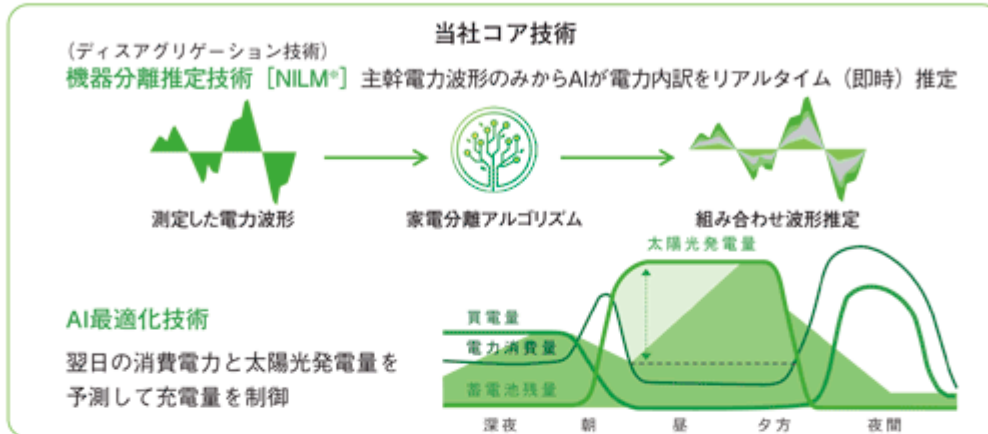 当社コア技術
（ディスアグリゲーション技術）
機器分離推定技術［NILM®］ 主幹電力波形のみからAIが電力内訳をリアルタイム（即時）推定
測定した電力波形
家電分離アルゴリズム
組み合わせ波形推定
太陽光発電量
AI最適化技術
翌日の消費電力と太陽光発電量を
予測して充電量を制御
買電量
電力消費量
蓄電池残量
深夜 朝 昼 夕方 夜間